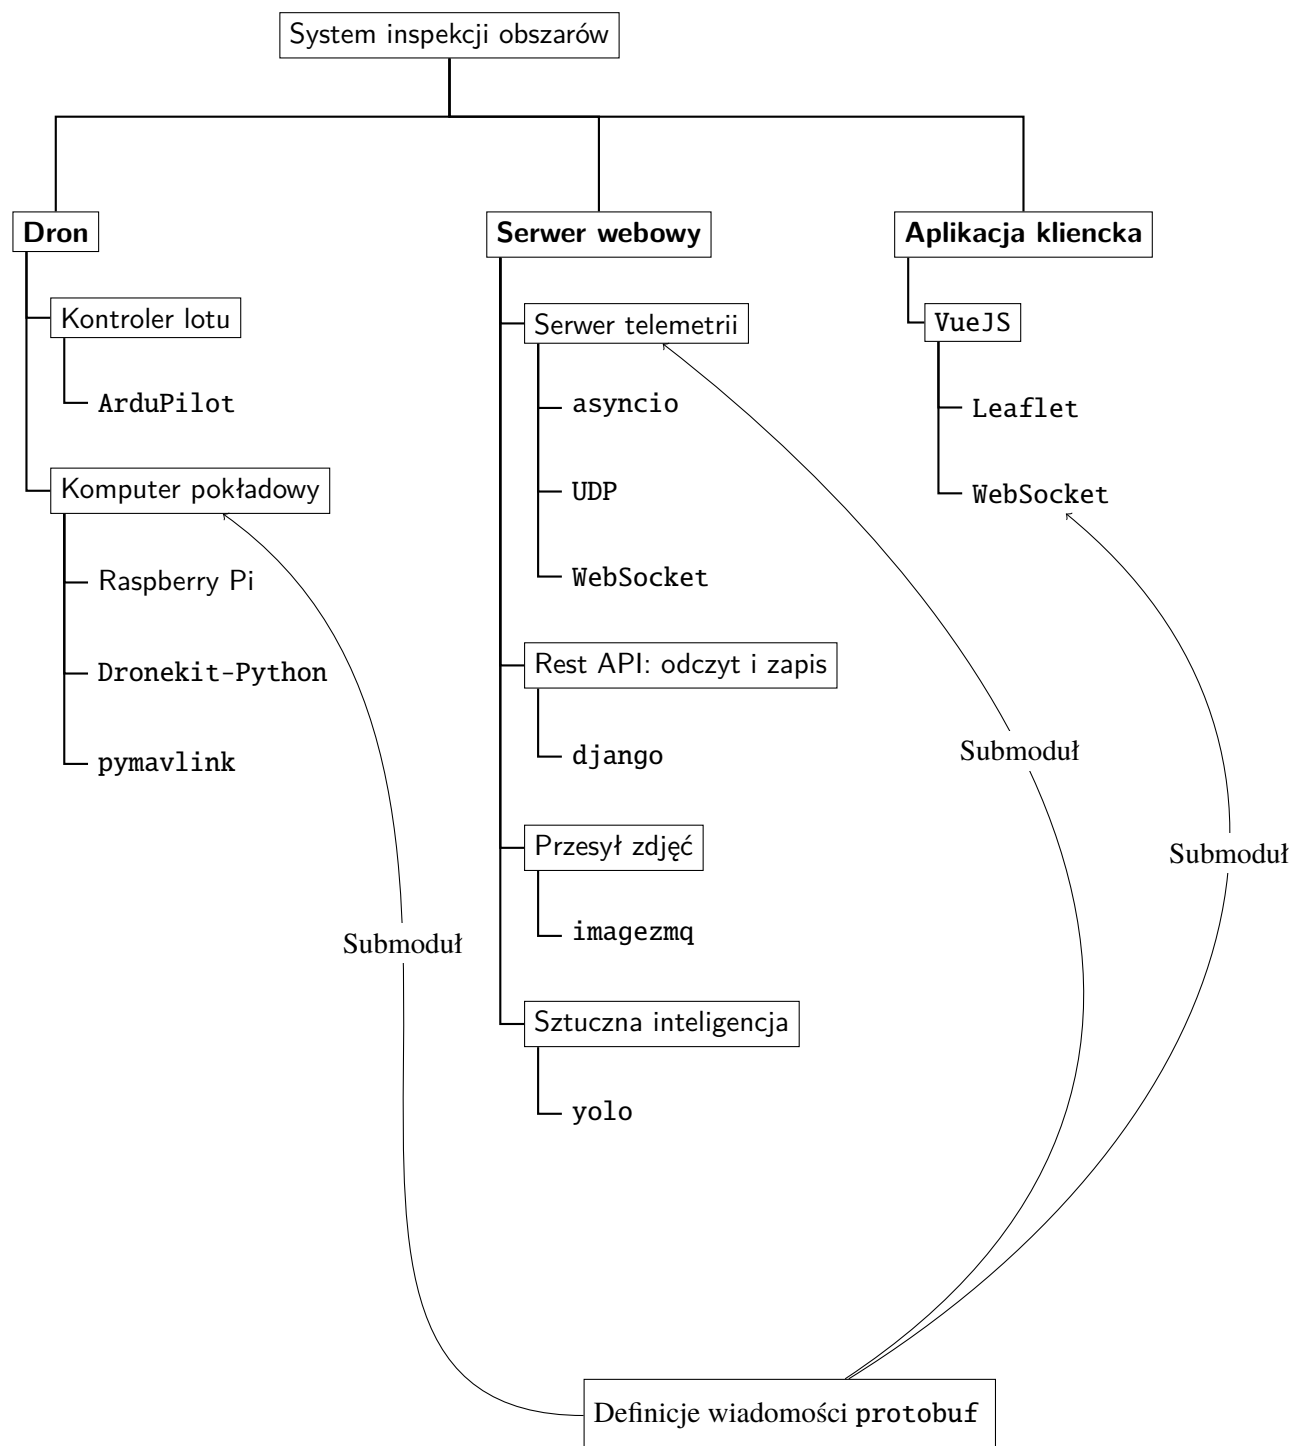 System inspekcji obszarów
Dron
Kontroler lotu
ArduPilot
Komputer pokładowy
Raspberry Pi
Dronekit-Python
pymavlink
Serwer webowy
Serwer telemetrii
asyncio
UDP
WebSocket
Rest API: odczyt i zapis
django
Przesył zdjęć
imagezmq
Sztuczna inteligencja
yolo
Aplikacja kliencka
VueJS
Leaflet
WebSocket
Submoduł
Submoduł
Submoduł
Definicje wiadomości protobuf